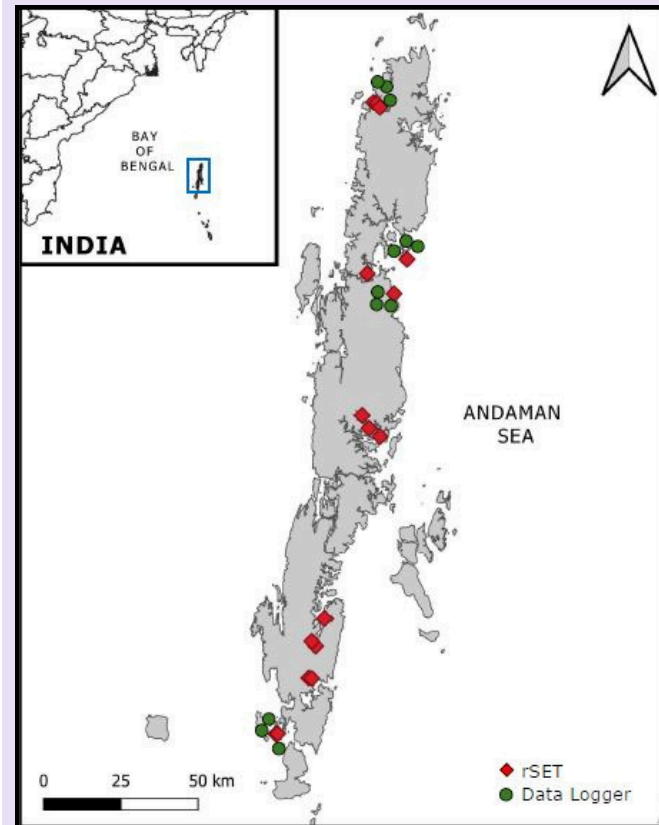 BAY
OF
BENGAL
INDIA
ANDAMAN
SEA
0 25 50 km
rSET
Data Logger